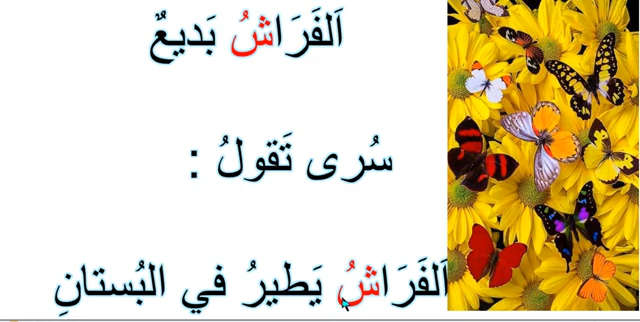 اَلفَرَاشُ بَديعٌ
سُرى تَقولُ :
اَلفَرَاشُ يَطيرُ في البُستانِ